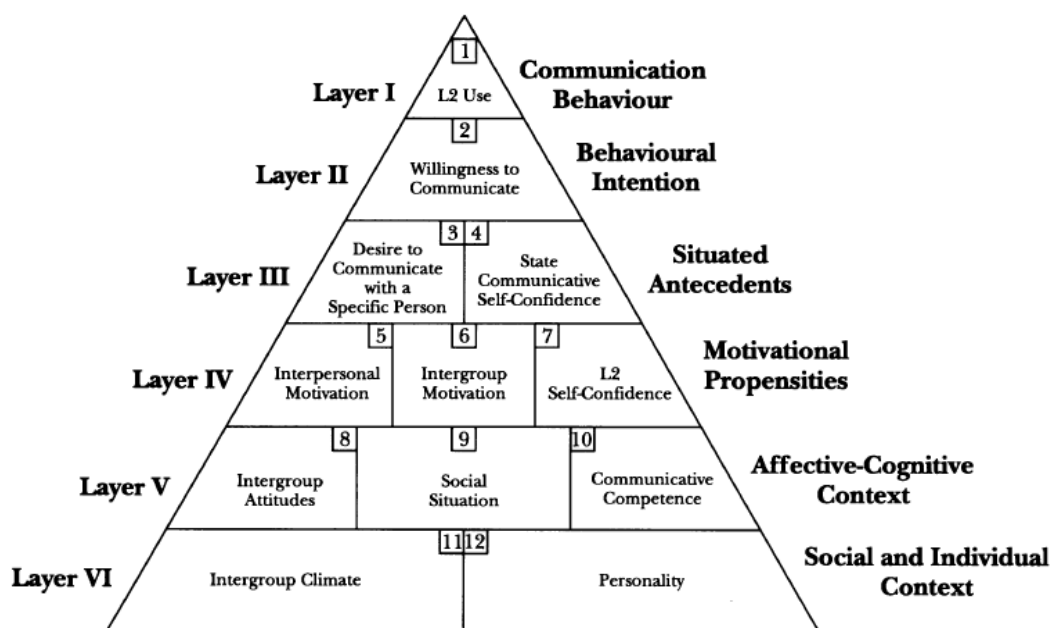 1
Layer I
L2 Use
Communication
Behaviour
2
Layer II
Willingness to
Communicate
Behavioural
Intention
3 4
Layer III
Desire to
Communicate
with a
Specific Person
State
Communicative
Self-Confidence
Situated
Antecedents
5 6 7
Layer IV
Interpersonal
Motivation
Intergroup
Motivation
L2
Self-Confidence
Motivational
Propensities
8 9 10
Layer V
Intergroup
Attitudes
Social
Situation
Communicative
Competence
Affective-Cognitive
Context
11 12
Layer VI
Intergroup Climate
Personality
Social and Individual
Context